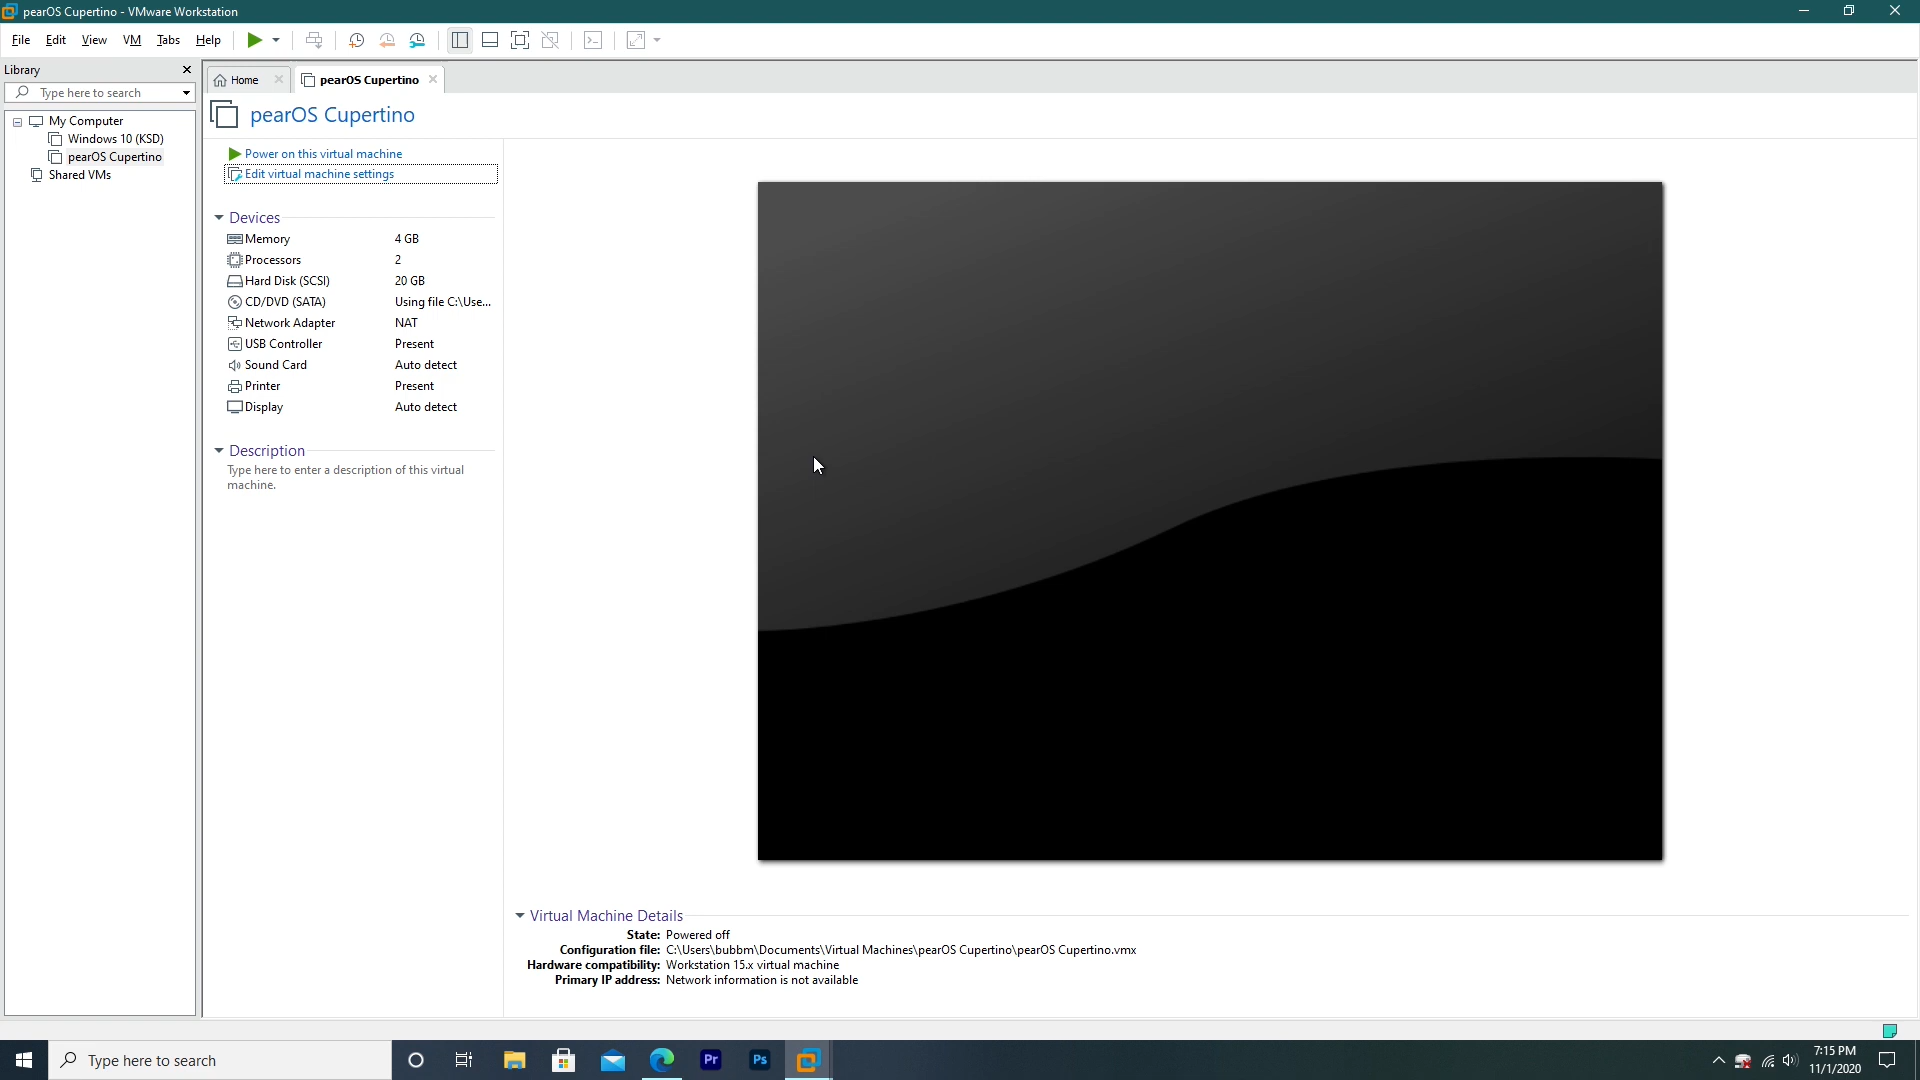 pearOS Cupertino - VMware Workstation
File Edit View VM Tabs Help
Library
Type here to search
My Computer
Windows 10 (KSD)
pearOS Cupertino
Shared VMs
Home
pearOS Cupertino
pearOS Cupertino
Power on this virtual machine
Edit virtual machine settings
Devices
Memory 4 GB
Processors 2
Hard Disk (SCSI) 20 GB
CD/DVD (SATA) Using file C:\Use...
Network Adapter NAT
USB Controller Present
Sound Card Auto detect
Printer Present
Display Auto detect
Description
Type here to enter a description of this virtual
machine.
Virtual Machine Details
State: Powered off
Configuration file: C:\Users\bubbm\Documents\Virtual Machines\pearOS Cupertino\pearOS Cupertino.vmx
Hardware compatibility: Workstation 15.x virtual machine
Primary IP address: Network information is not available
Type here to search
Pr
Ps
7:15 PM
11/1/2020